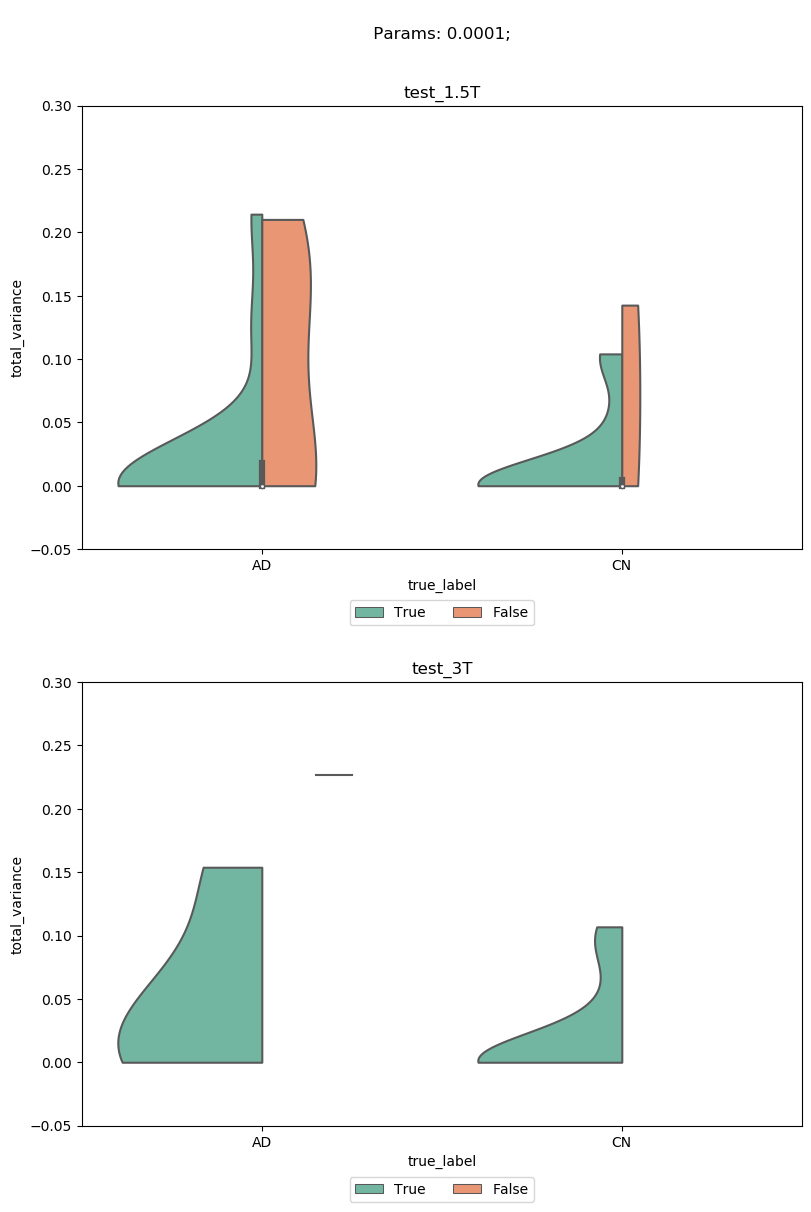 Params: 0.0001;
test_1.5T
0.30
0.25
0.20
0.15
0.10
0.05
0.00
−0.05
total_variance
AD CN
true_label
True False
test_3T
0.30
0.25
0.20
0.15
0.10
0.05
0.00
−0.05
total_variance
AD CN
true_label
True False